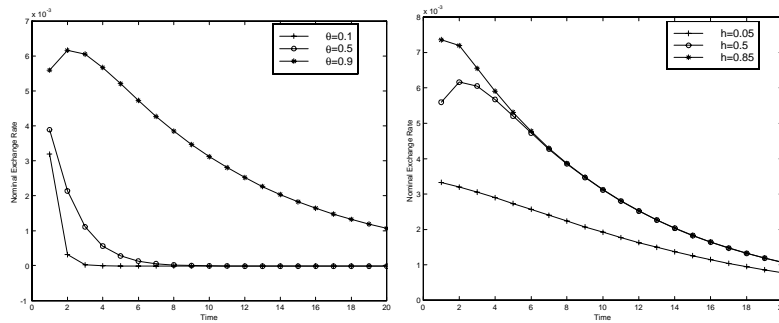 x 10⁻³
7
6
5
4
3
2
1
0
-1
0 2 4 6 8 10 12 14 16 18 20
Nominal Exchange Rate
Time
θ=0.1
θ=0.5
θ=0.9
x 10⁻³
8
7
6
5
4
3
2
1
0
0 2 4 6 8 10 12 14 16 18 20
Nominal Exchange Rate
Time
h=0.05
h=0.5
h=0.85